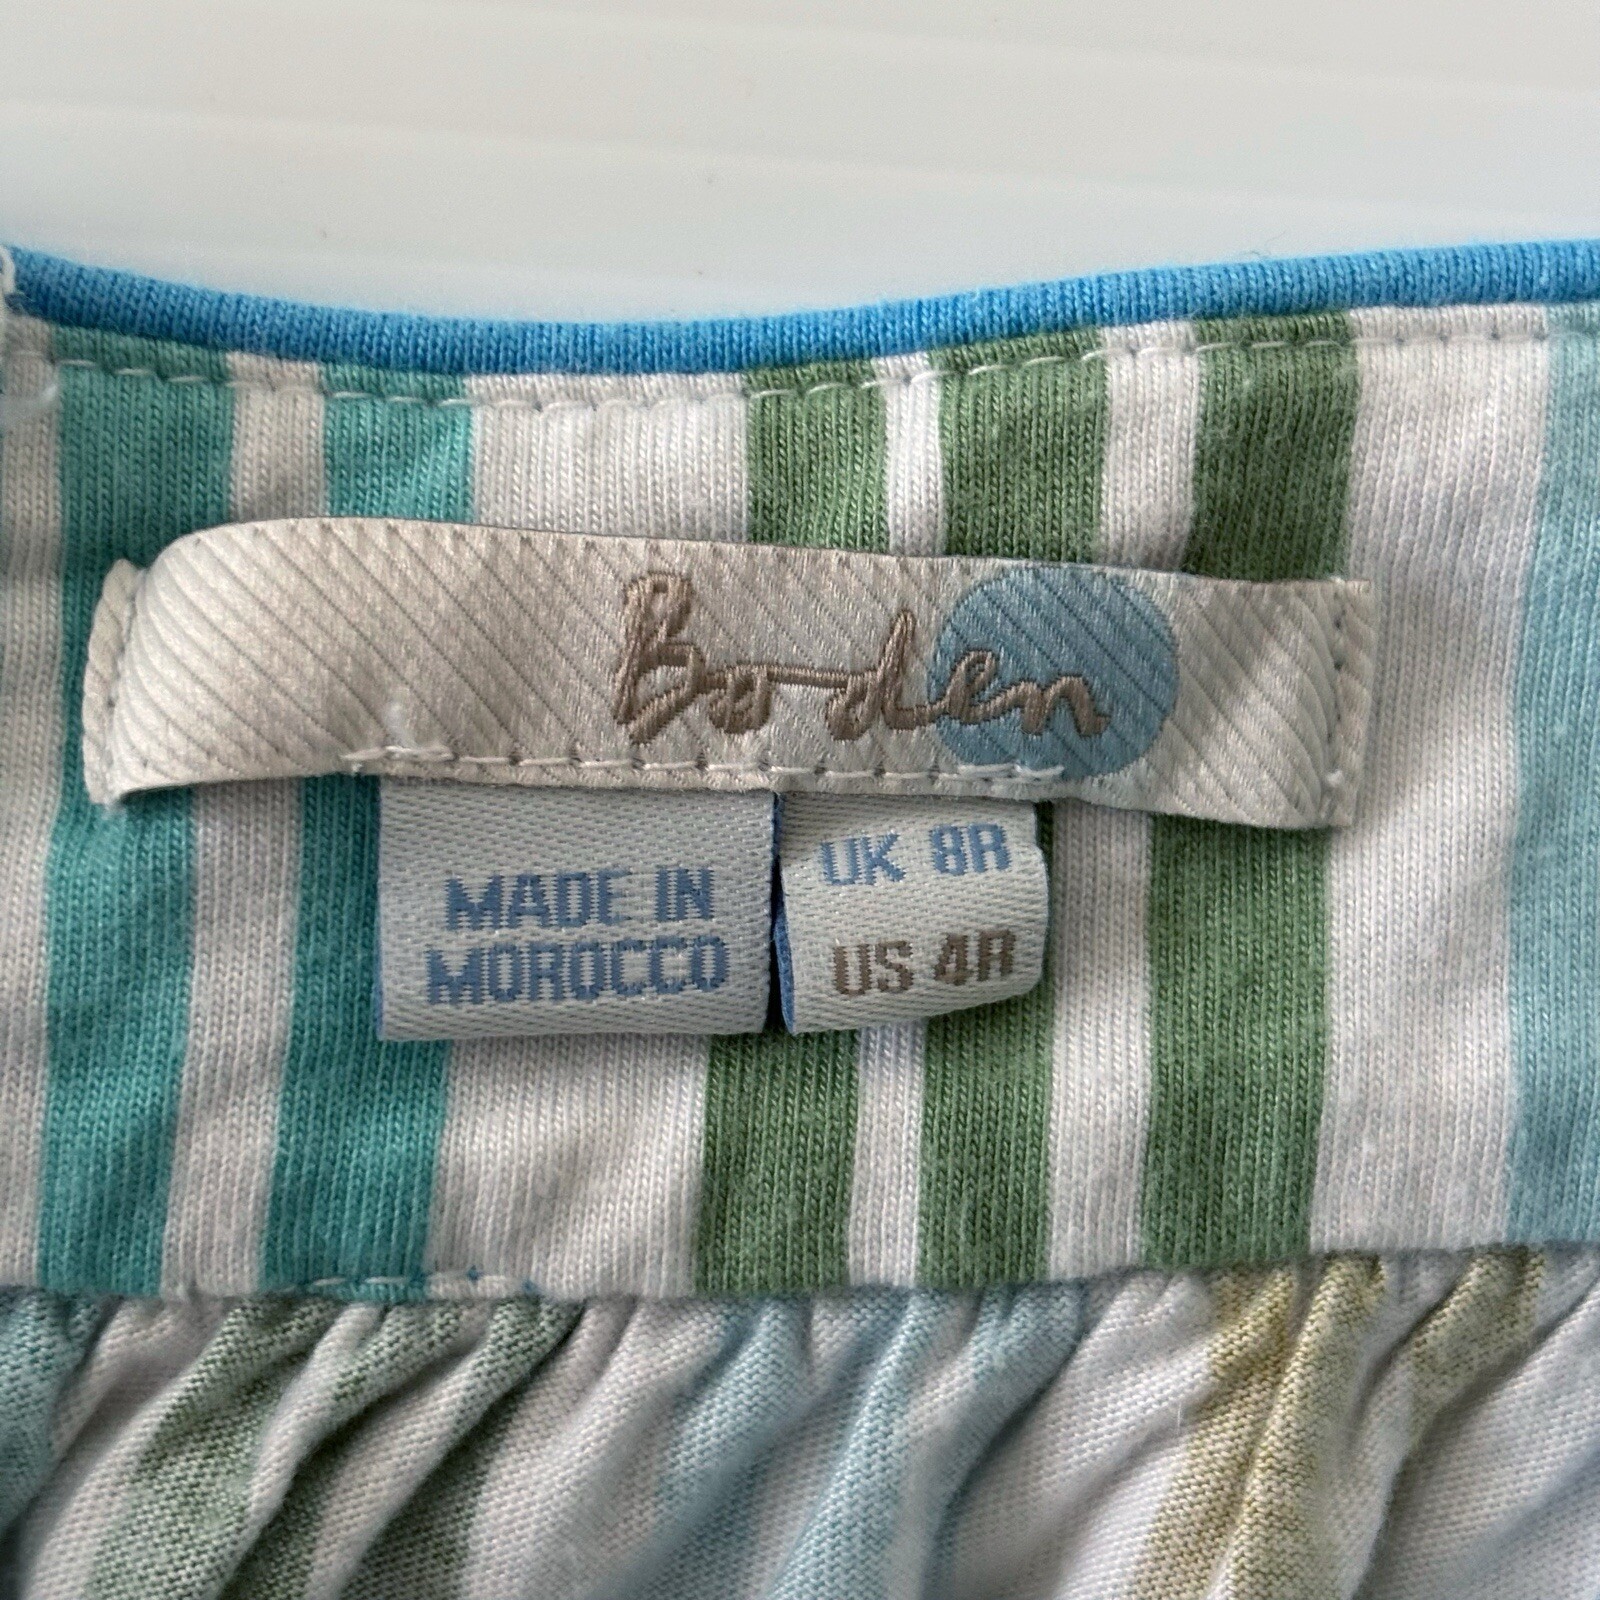 Boden
MADE IN
MOROCCO
UK 8R
US 4R